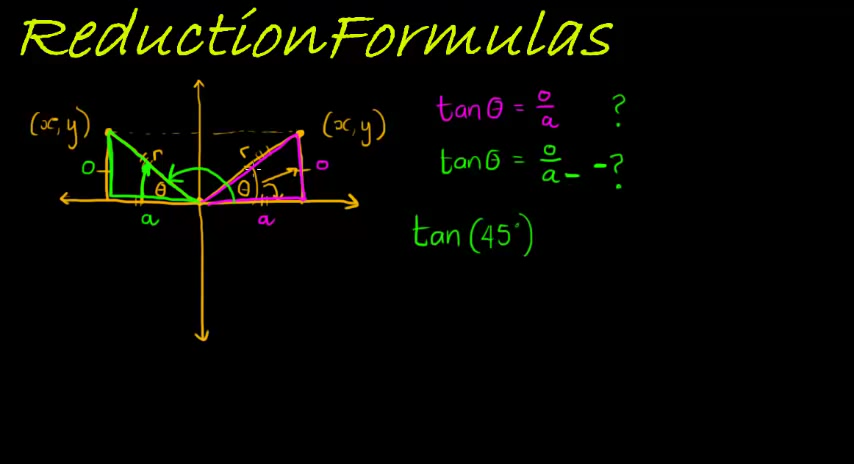 ReductionFormulas
(x,y)
(x,y)
r
r
o
o
θ
θ
a
a
tanθ = o/a ?
tanθ = o/a - - ?
tan(45°)